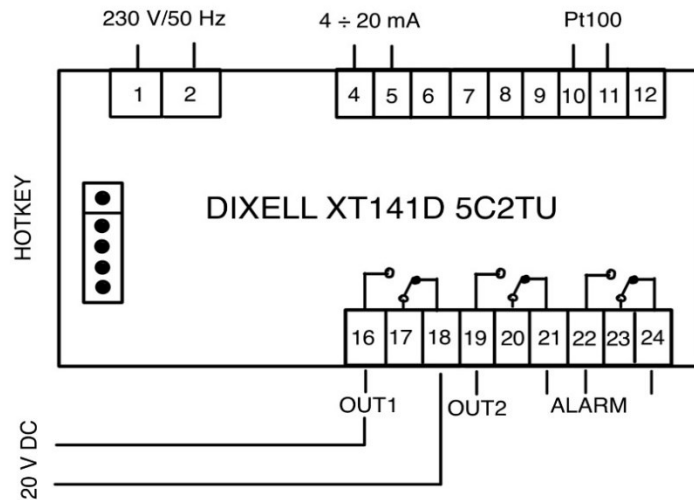 230 V/50 Hz
4 ÷ 20 mA
Pt100
1 2
4 5 6 7 8 9 10 11 12
HOTKEY
DIXELL XT141D 5C2TU
16 17 18 19 20 21 22 23 24
OUT1
OUT2
ALARM
20 V DC